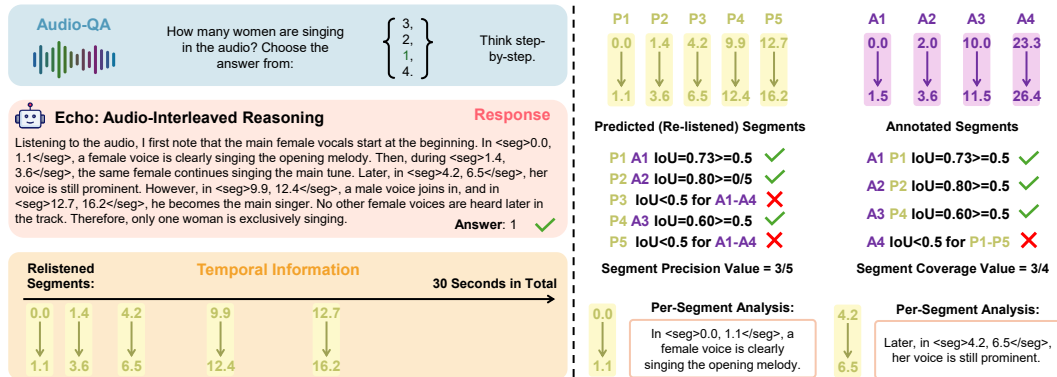 Audio-QA
How many women are singing
in the audio? Choose the
answer from:
3,
2,
1,
4.
Think step-
by-step.
Echo: Audio-Interleaved Reasoning
Response
Listening to the audio, I first note that the main female vocals start at the beginning. In <seg>0.0,
1.1</seg>, a female voice is clearly singing the opening melody. Then, during <seg>1.4,
3.6</seg>, the same female continues singing the main tune. Later, in <seg>4.2, 6.5</seg>, her
voice is still prominent. However, in <seg>9.9, 12.4</seg>, a male voice joins in, and in
<seg>12.7, 16.2</seg>, he becomes the main singer. No other female voices are heard later in
the track. Therefore, only one woman is exclusively singing.
Answer: 1
Relistened
Segments:
Temporal Information
30 Seconds in Total
0.0 1.4 4.2 9.9 12.7
1.1 3.6 6.5 12.4 16.2
P1 P2 P3 P4 P5
0.0 1.4 4.2 9.9 12.7
1.1 3.6 6.5 12.4 16.2
Predicted (Re-listened) Segments
P1 A1 IoU=0.73>=0.5
P2 A2 IoU=0.80>=0/5
P3 IoU<0.5 for A1-A4
P4 A3 IoU=0.60>=0.5
P5 IoU<0.5 for A1-A4
Segment Precision Value = 3/5
A1 A2 A3 A4
0.0 2.0 10.0 23.3
1.5 3.6 11.5 26.4
Annotated Segments
A1 P1 IoU=0.73>=0.5
A2 P2 IoU=0.80>=0.5
A3 P4 IoU=0.60>=0.5
A4 IoU<0.5 for P1-P5
Segment Coverage Value = 3/4
0.0
1.1
Per-Segment Analysis:
In <seg>0.0, 1.1</seg>, a
female voice is clearly
singing the opening melody.
4.2
6.5
Per-Segment Analysis:
Later, in <seg>4.2, 6.5</seg>,
her voice is still prominent.